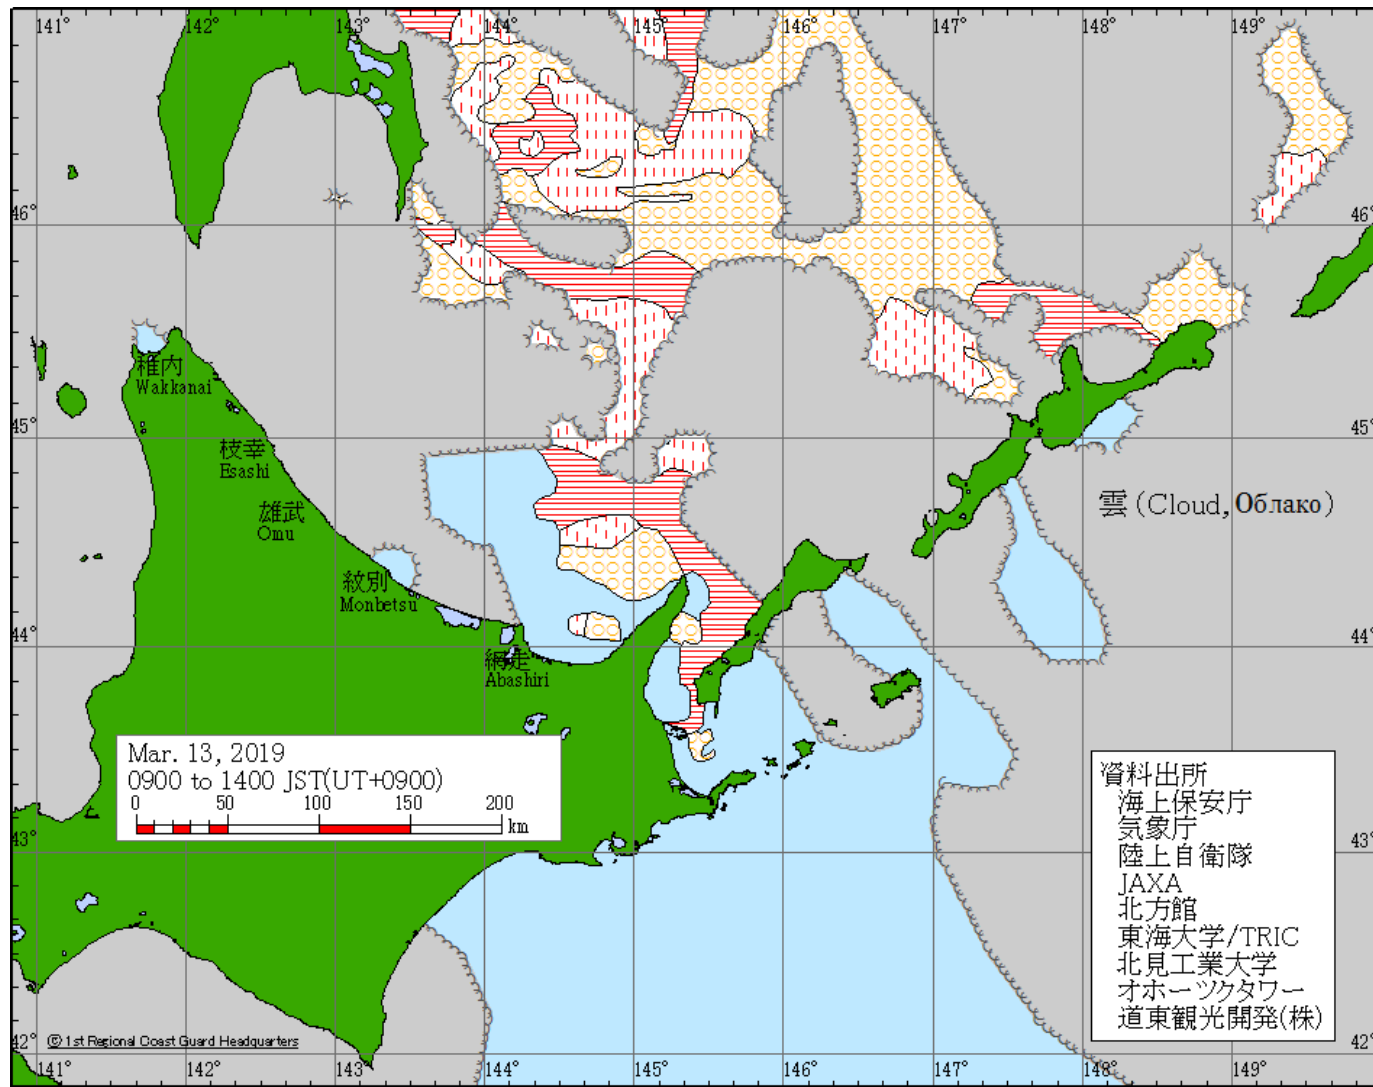 141° 142° 143° 144° 145° 146° 147° 148° 149°
46° 46°
稚内
Wakkanai
45° 45°
枝幸
Esashi
雄武
Omu
雲(Cloud,Облако)
紋別
Monbetsu
44° 44°
網走
Abashiri
Mar. 13, 2019
0900 to 1400 JST(UT+0900)
0 50 100 150 200
km
43° 43°
資料出所
海上保安庁
気象庁
陸上自衛隊
JAXA
北方館
東海大学/TRIC
北見工業大学
オホーツクタワー
道東観光開発(株)
42° 42°
© 1st Regional Coast Guard Headquarters
141° 142° 143° 144° 145° 146° 147° 148° 149°